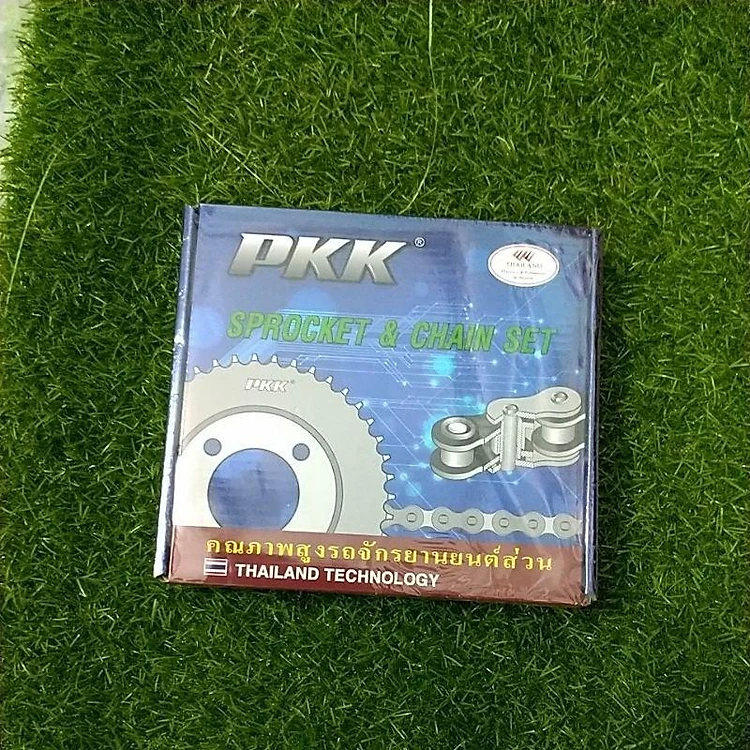 PKK®
THAILAND
SPROCKET & CHAIN SET
PKK®
คุณภาพสูงรถจักรยานยนต์ส่วน
THAILAND TECHNOLOGY